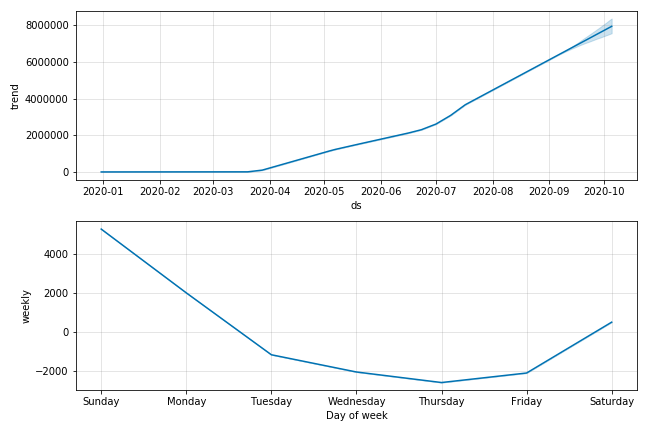 8000000
6000000
4000000
2000000
0
trend
2020-01 2020-02 2020-03 2020-04 2020-05 2020-06 2020-07 2020-08 2020-09 2020-10
ds
4000
2000
0
−2000
weekly
Sunday Monday Tuesday Wednesday Thursday Friday Saturday
Day of week